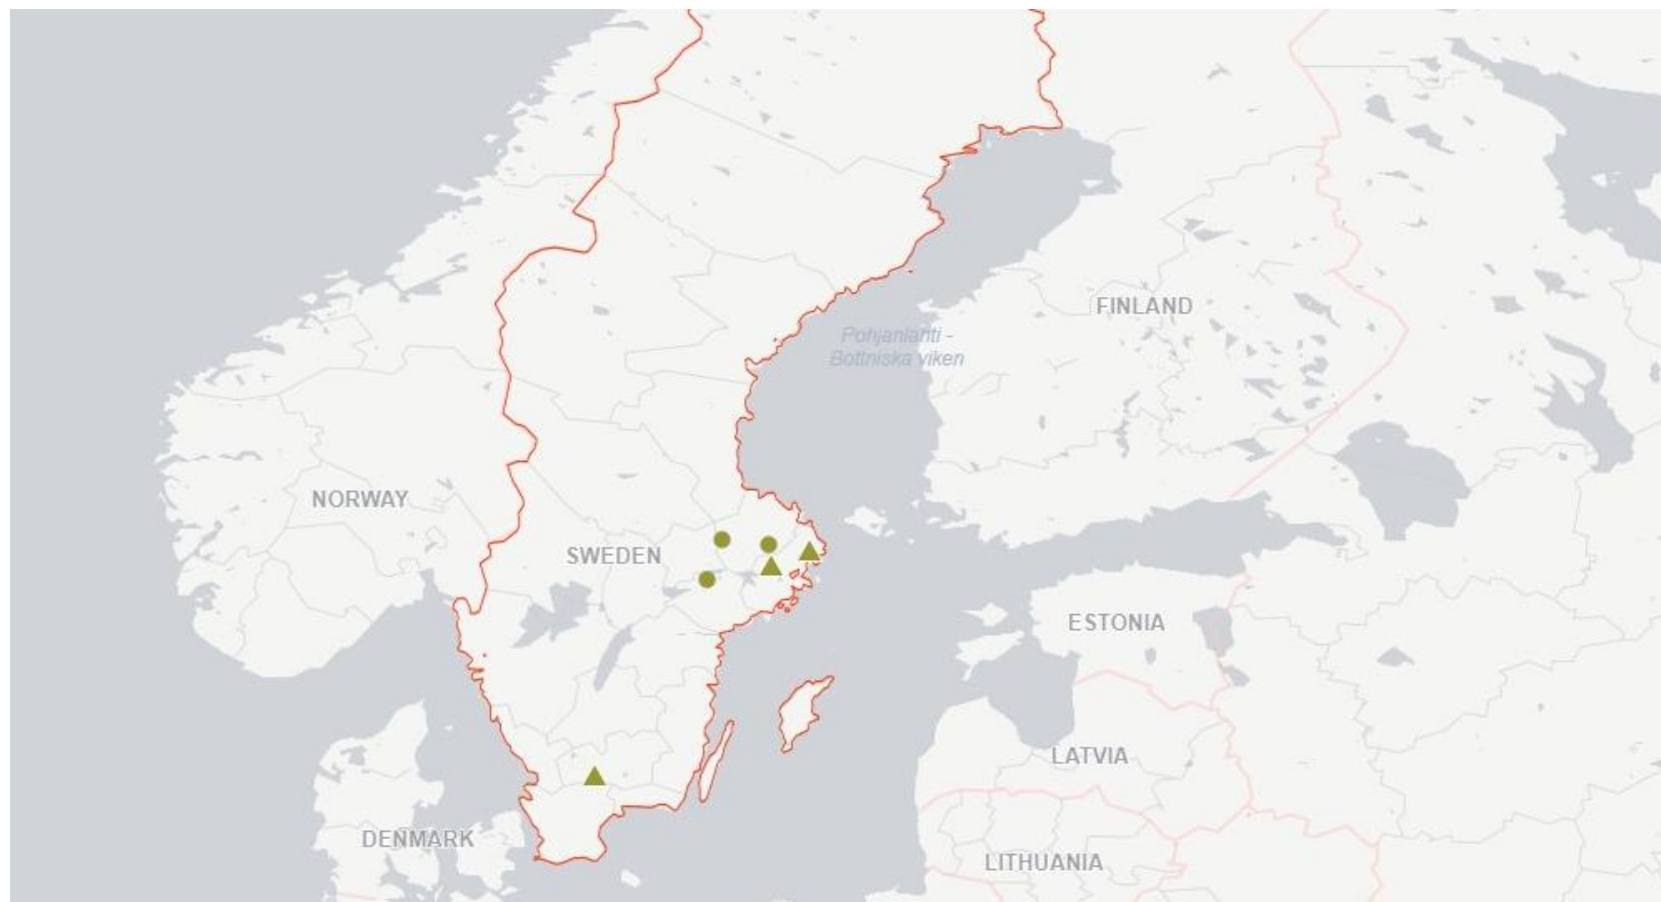 FINLAND
Pohjanlahti -
Bottniska viken
NORWAY
SWEDEN
ESTONIA
LATVIA
DENMARK
LITHUANIA